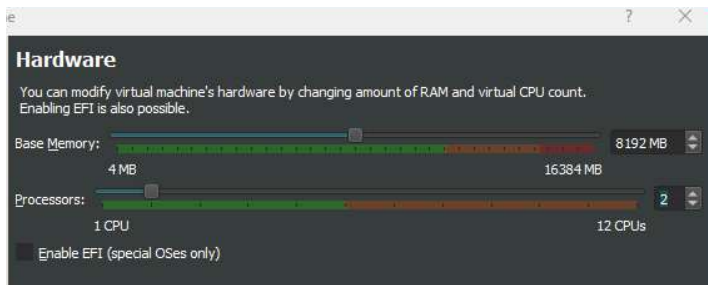 ?
Hardware
You can modify virtual machine's hardware by changing amount of RAM and virtual CPU count.
Enabling EFI is also possible.
Base Memory: 8192 MB
4 MB 16384 MB
Processors: 2
1 CPU 12 CPUs
Enable EFI (special OSes only)